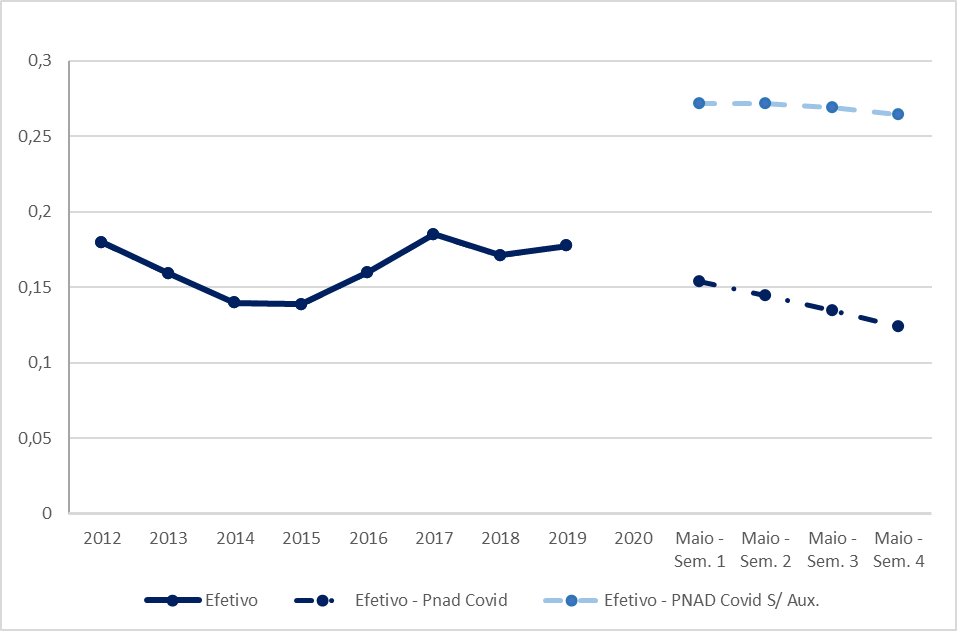 0,3
0,25
0,2
0,15
0,1
0,05
0
2012 2013 2014 2015 2016 2017 2018 2019 2020 Maio - Maio - Maio - Maio -
Sem. 1 Sem. 2 Sem. 3 Sem. 4
Efetivo Efetivo - Pnad Covid Efetivo - PNAD Covid S/ Aux.